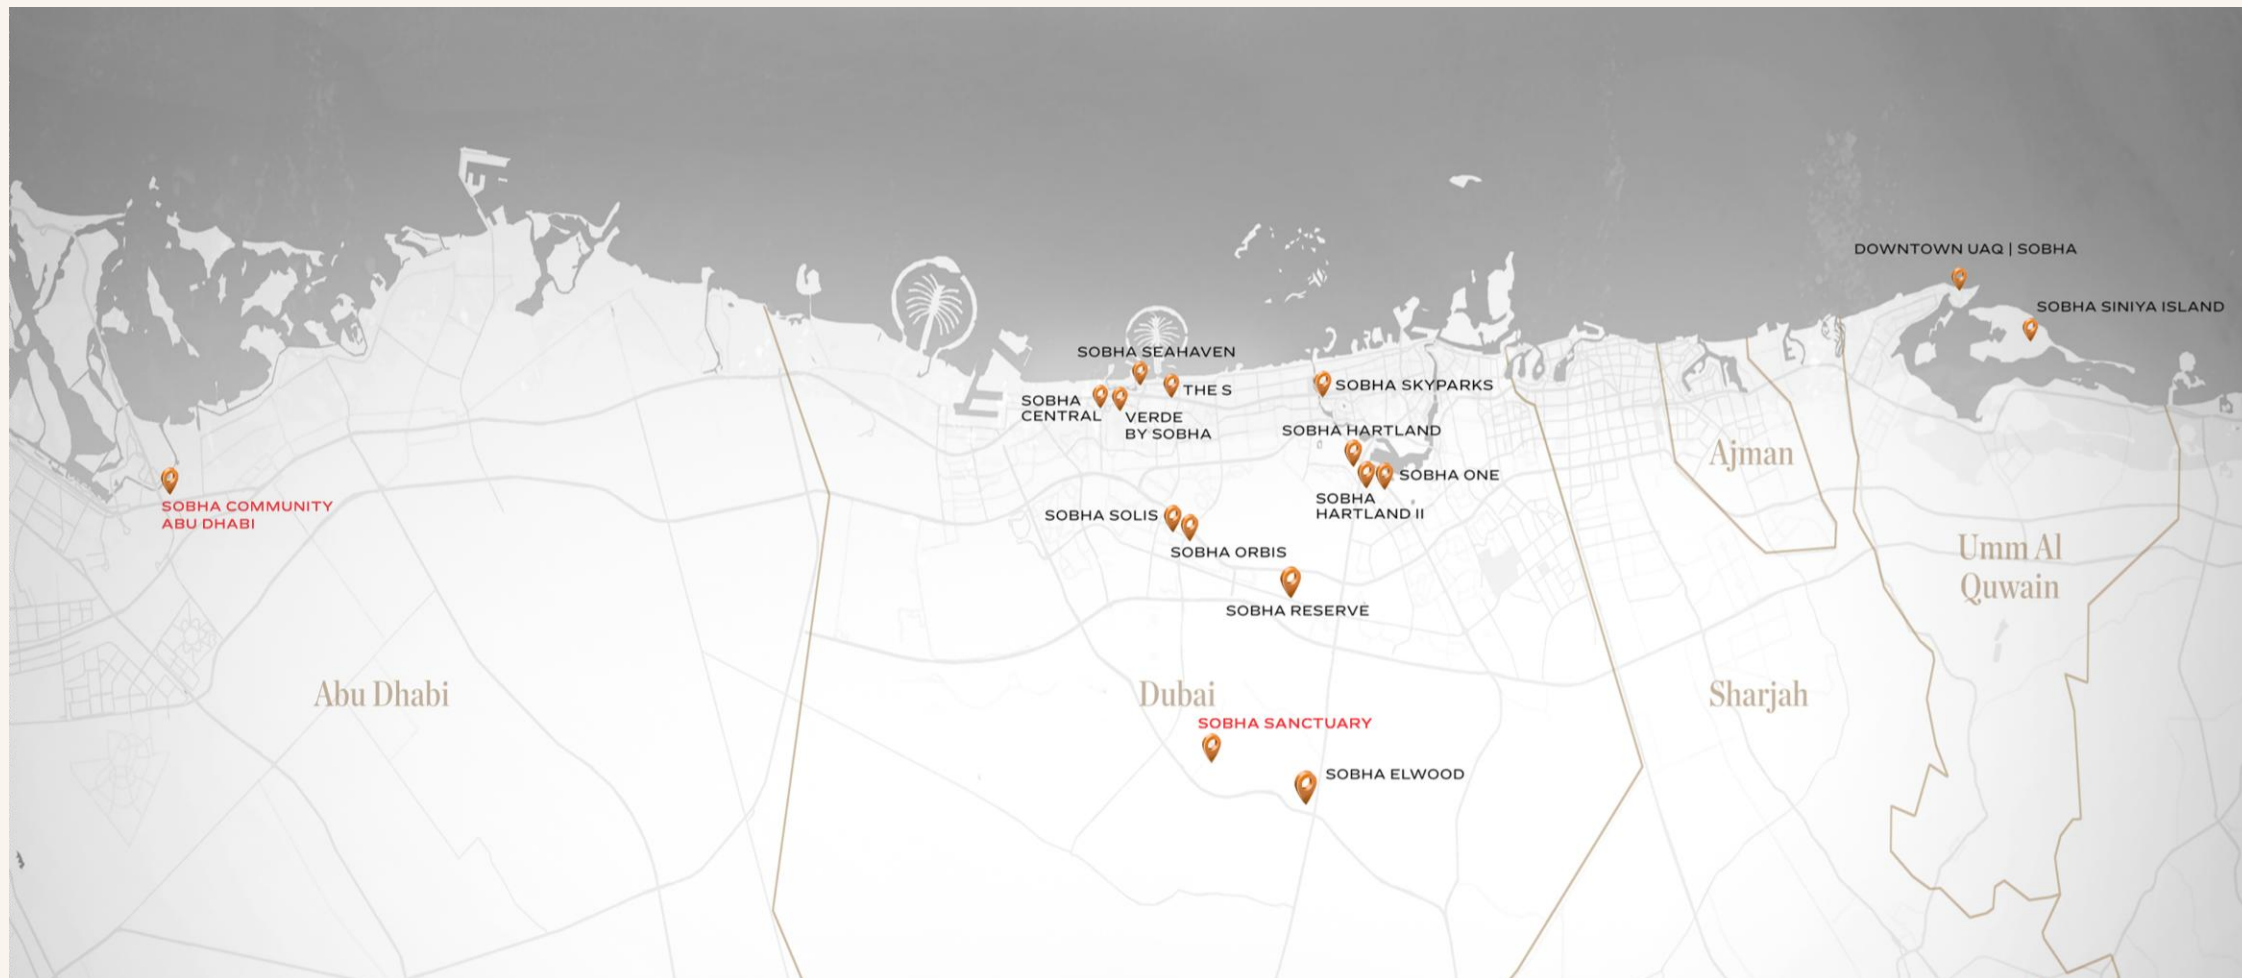 DOWNTOWN UAQ | SOBHA
SOBHA SINIYA ISLAND
SOBHA SEAHAVEN
THE S
SOBHA SKYPARKS
SOBHA
CENTRAL
VERDE
BY SOBHA
SOBHA HARTLAND
SOBHA ONE
SOBHA
HARTLAND II
Ajman
SOBHA COMMUNITY
ABU DHABI
SOBHA SOLIS
SOBHA ORBIS
Umm Al
Quwain
SOBHA RESERVE
Abu Dhabi
Dubai
Sharjah
SOBHA SANCTUARY
SOBHA ELWOOD